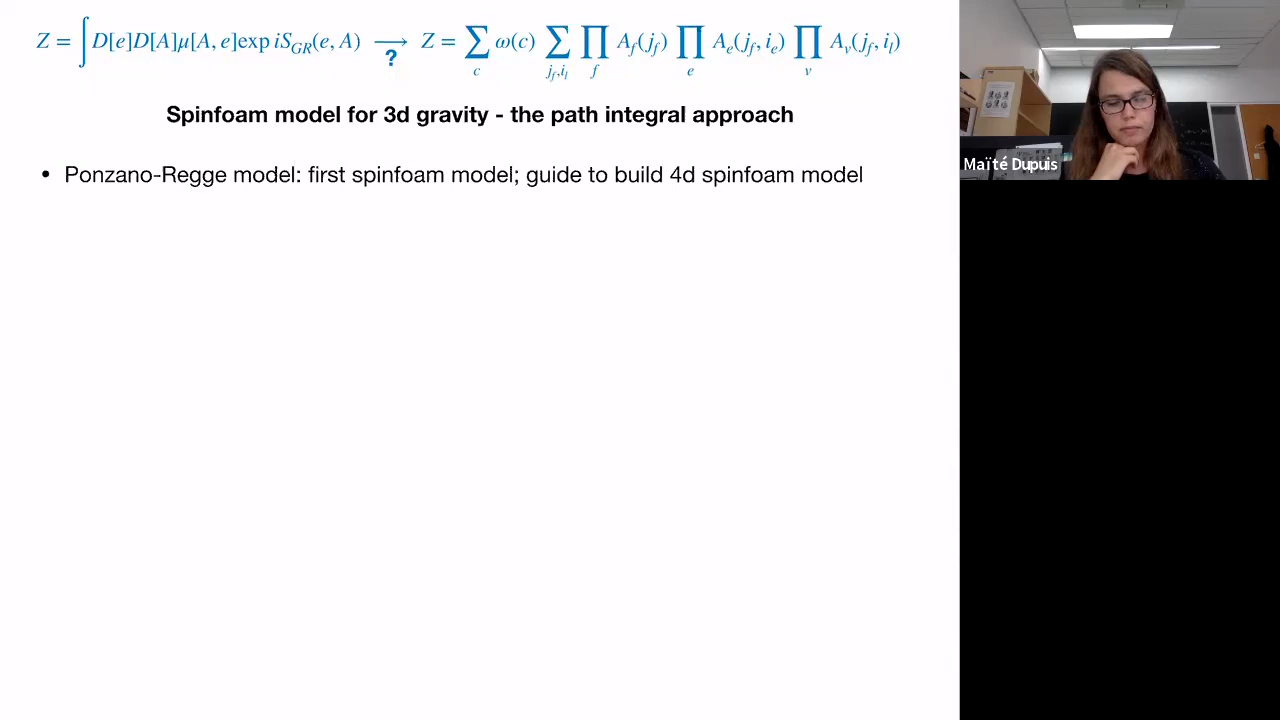 Z = ∫ D[e]D[A]μ[A, e]exp iS_{GR}(e, A) ⟶ ? Z = ∑_c ω(c) ∑_{j_f,i_l} ∏_f A_f(j_f) ∏_e A_e(j_f, i_e) ∏_v A_v(j_f, i_l)
Spinfoam model for 3d gravity - the path integral approach
• Ponzano-Regge model: first spinfoam model; guide to build 4d spinfoam model
Maïté Dupuis